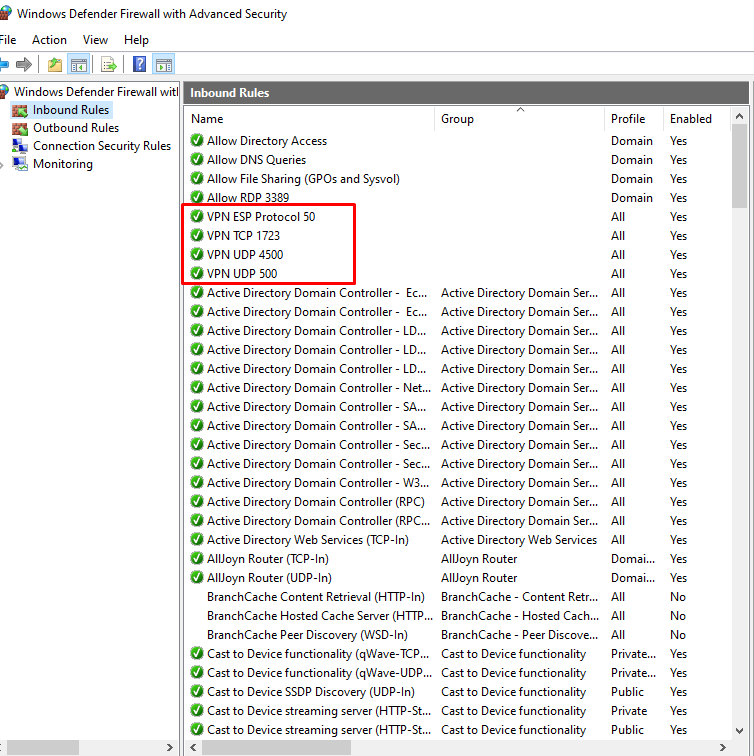 Windows Defender Firewall with Advanced Security
File Action View Help
Windows Defender Firewall wit
Inbound Rules
Outbound Rules
Connection Security Rules
Monitoring
Inbound Rules
Name Group Profile Enabled
Allow Directory Access Domain Yes
Allow DNS Queries Domain Yes
Allow File Sharing (GPOs and Sysvol) Domain Yes
Allow RDP 3389 Domain Yes
VPN ESP Protocol 50 All Yes
VPN TCP 1723 All Yes
VPN UDP 4500 All Yes
VPN UDP 500 All Yes
Active Directory Domain Controller - Ec... Active Directory Domain Ser... All Yes
Active Directory Domain Controller - Ec... Active Directory Domain Ser... All Yes
Active Directory Domain Controller - LD... Active Directory Domain Ser... All Yes
Active Directory Domain Controller - LD... Active Directory Domain Ser... All Yes
Active Directory Domain Controller - LD... Active Directory Domain Ser... All Yes
Active Directory Domain Controller - Net... Active Directory Domain Ser... All Yes
Active Directory Domain Controller - SA... Active Directory Domain Ser... All Yes
Active Directory Domain Controller - SA... Active Directory Domain Ser... All Yes
Active Directory Domain Controller - Sec... Active Directory Domain Ser... All Yes
Active Directory Domain Controller - Sec... Active Directory Domain Ser... All Yes
Active Directory Domain Controller - W3... Active Directory Domain Ser... All Yes
Active Directory Domain Controller (RPC) Active Directory Domain Ser... All Yes
Active Directory Domain Controller (RPC... Active Directory Domain Ser... All Yes
Active Directory Web Services (TCP-In) Active Directory Web Services All Yes
AllJoyn Router (TCP-In) AllJoyn Router Domai... Yes
AllJoyn Router (UDP-In) AllJoyn Router Domai... Yes
BranchCache Content Retrieval (HTTP-In) BranchCache - Content Retr... All No
BranchCache Hosted Cache Server (HTTP... BranchCache - Hosted Cach... All No
BranchCache Peer Discovery (WSD-In) BranchCache - Peer Discove... All No
Cast to Device functionality (qWave-TCP... Cast to Device functionality Private... Yes
Cast to Device functionality (qWave-UDP... Cast to Device functionality Private... Yes
Cast to Device SSDP Discovery (UDP-In) Cast to Device functionality Public Yes
Cast to Device streaming server (HTTP-St... Cast to Device functionality Private Yes
Cast to Device streaming server (HTTP-St... Cast to Device functionality Public Yes